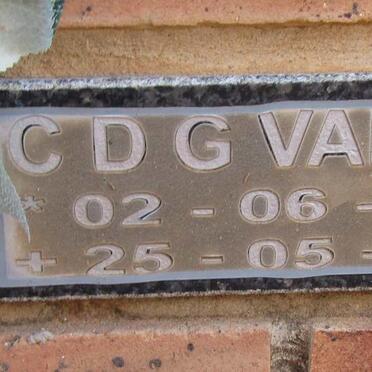 C D G VA
* 02 - 06 -
+ 25 - 05 -